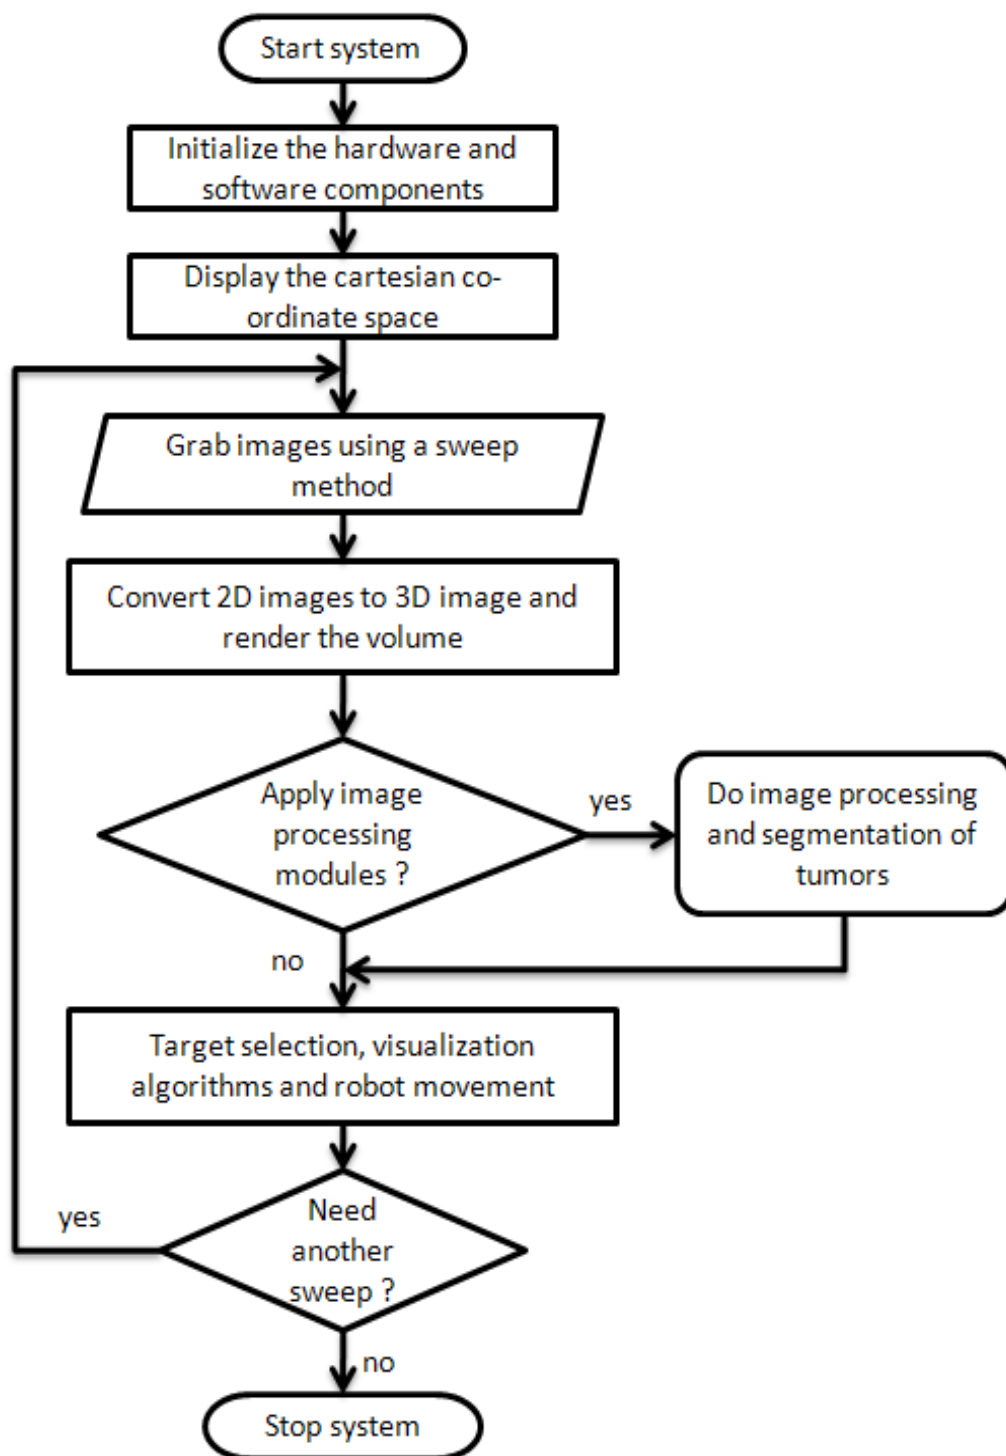 Start system
Initialize the hardware and
software components
Display the cartesian co-
ordinate space
Grab images using a sweep
method
Convert 2D images to 3D image and
render the volume
Apply image
processing
modules ?
yes
Do image processing
and segmentation of
tumors
no
Target selection, visualization
algorithms and robot movement
Need
another
sweep ?
yes
no
Stop system